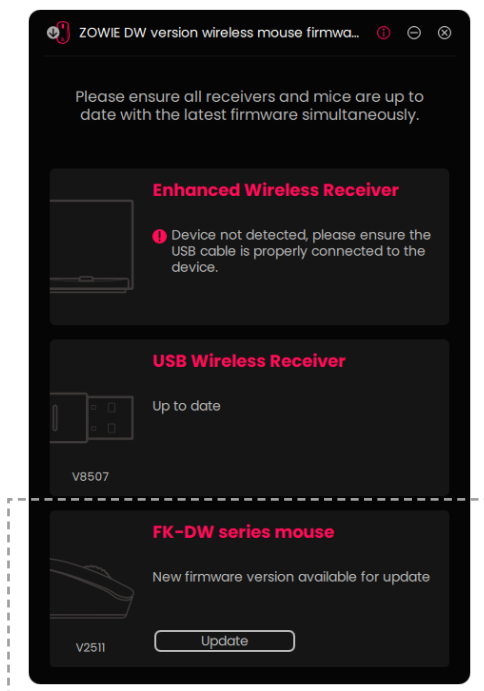 ZOWIE DW version wireless mouse firmwa...
Please ensure all receivers and mice are up to
date with the latest firmware simultaneously.
Enhanced Wireless Receiver
Device not detected, please ensure the
USB cable is properly connected to the
device.
USB Wireless Receiver
Up to date
V8507
FK-DW series mouse
New firmware version available for update
V2511
Update